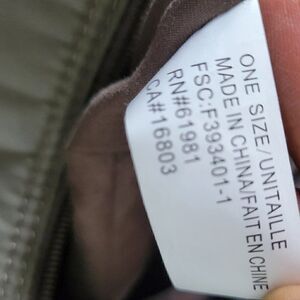 ONE SIZE/UNITAILLE
MADE IN CHINA/FAIT EN CHINE
FSC:F393401-1
RN#61981
CA#16803